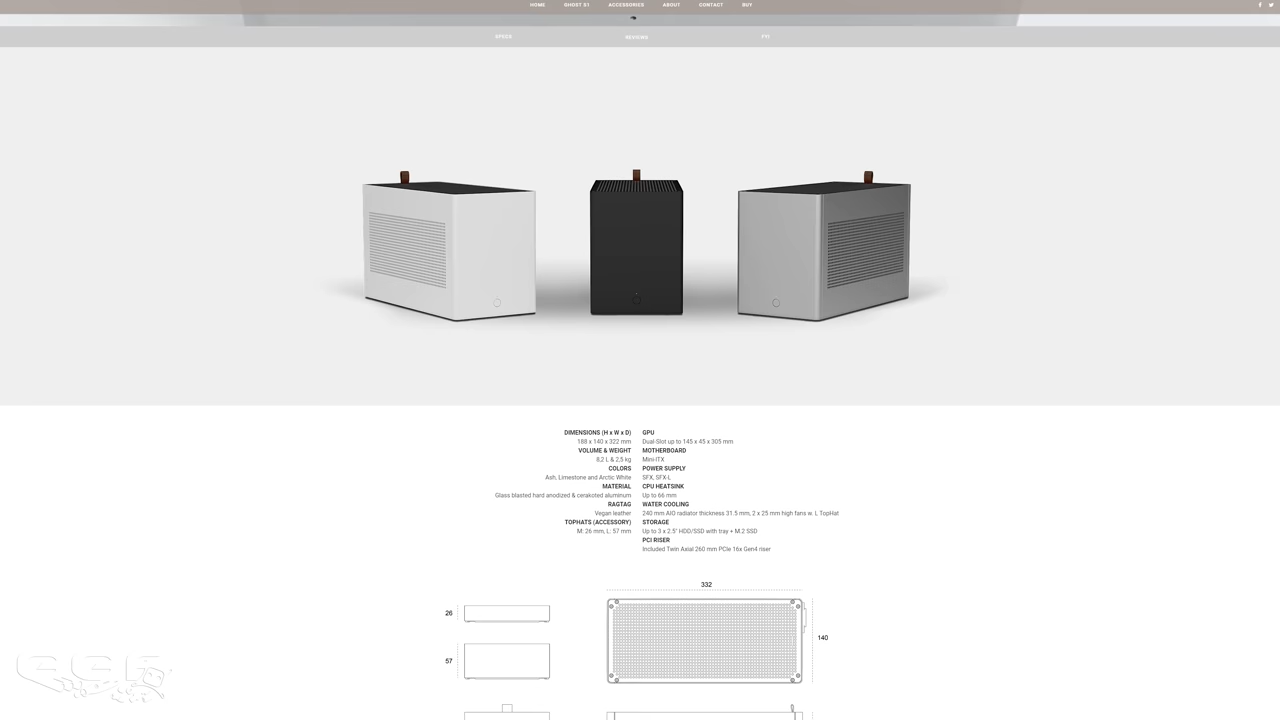 HOME GHOST S1 ACCESSORIES ABOUT CONTACT BUY
SPECS REVIEWS FYI
DIMENSIONS (H x W x D)
188 x 140 x 322 mm
VOLUME & WEIGHT
8,2 L & 2,5 kg
COLORS
Ash, Limestone and Arctic White
MATERIAL
Glass blasted hard anodized & cerakoted aluminum
RAGTAG
Vegan leather
TOPHATS (ACCESSORY)
M: 26 mm, L: 57 mm
GPU
Dual-Slot up to 145 x 45 x 305 mm
MOTHERBOARD
Mini-ITX
POWER SUPPLY
SFX, SFX-L
CPU HEATSINK
Up to 66 mm
WATER COOLING
240 mm AIO radiator thickness 31.5 mm, 2 x 25 mm high fans w. L TopHat
STORAGE
Up to 3 x 2.5" HDD/SSD with tray + M.2 SSD
PCI RISER
Included Twin Axial 260 mm PCIe 16x Gen4 riser
332
26
140
57